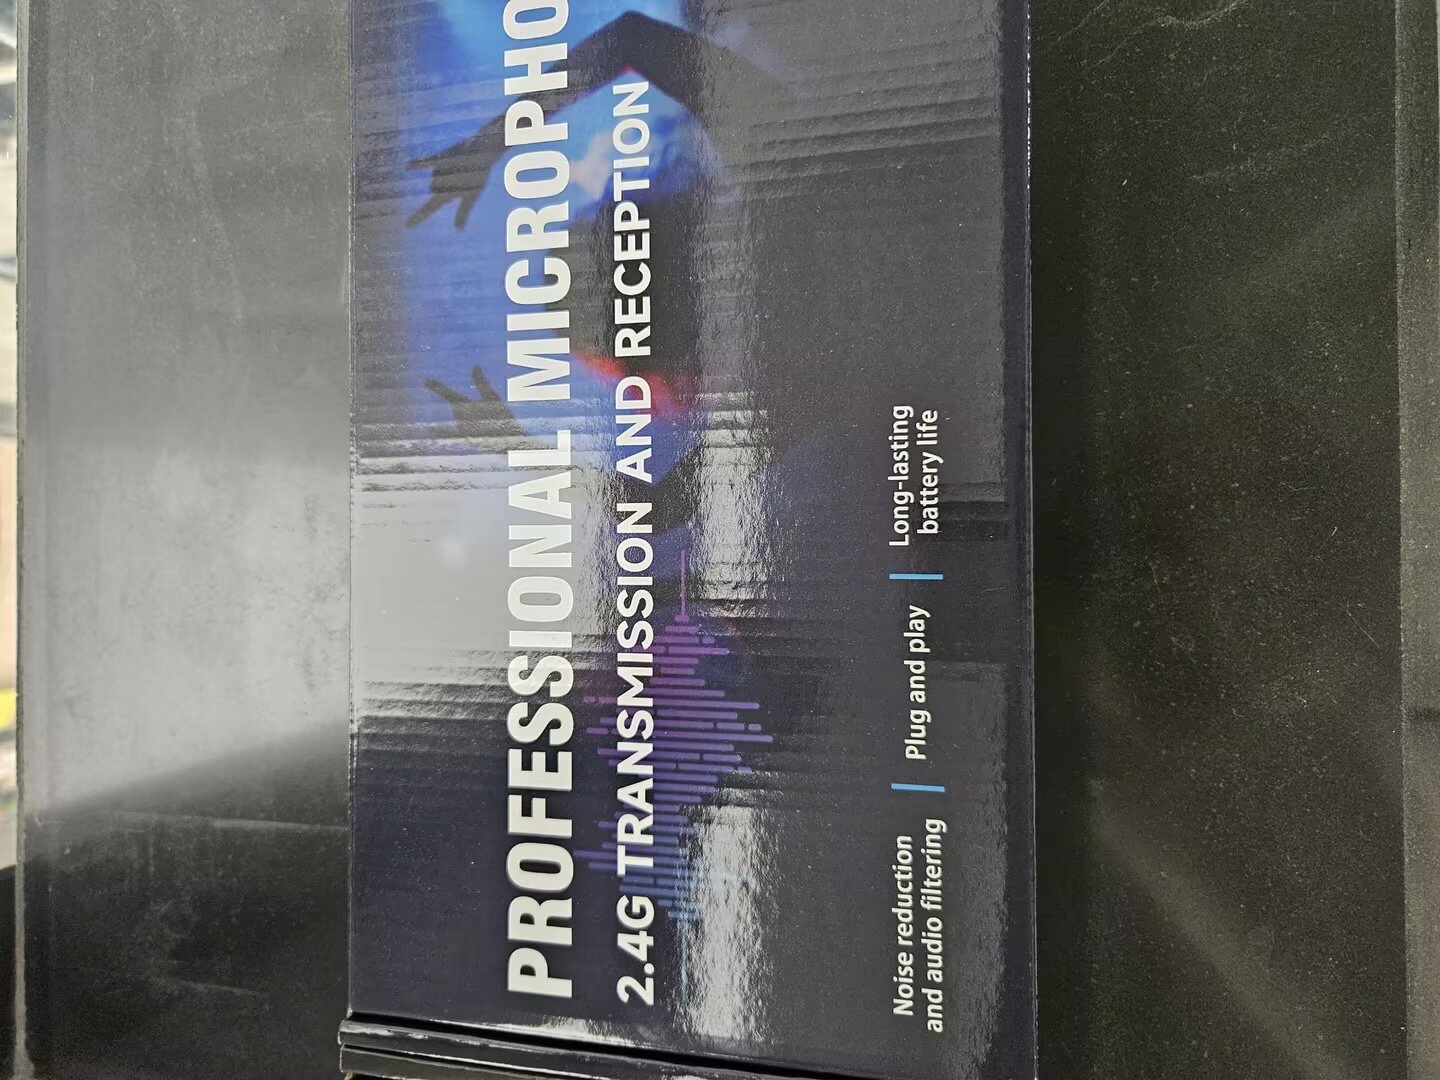 PROFESSIONAL MICROPHO
2.4G TRANSMISSION AND RECEPTION
Noise reduction
and audio filtering
Plug and play
Long-lasting
battery life